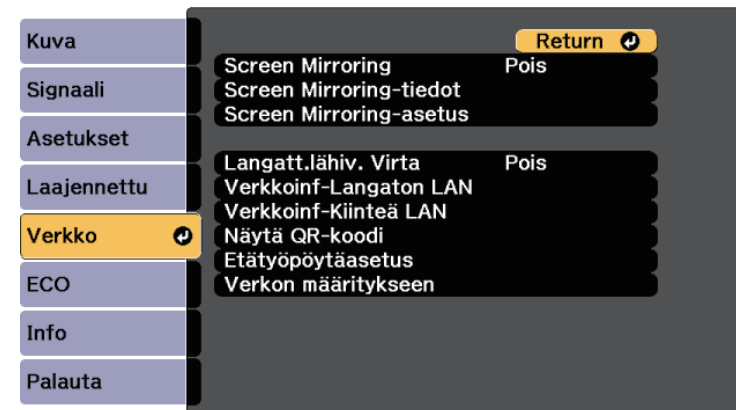 Kuva
Signaali
Asetukset
Laajennettu
Verkko
ECO
Info
Palauta
Return
Screen Mirroring Pois
Screen Mirroring-tiedot
Screen Mirroring-asetus
Langatt.lähiv. Virta Pois
Verkkoinf-Langaton LAN
Verkkoinf-Kiinteä LAN
Näytä QR-koodi
Etätyöpöytäasetus
Verkon määritykseen